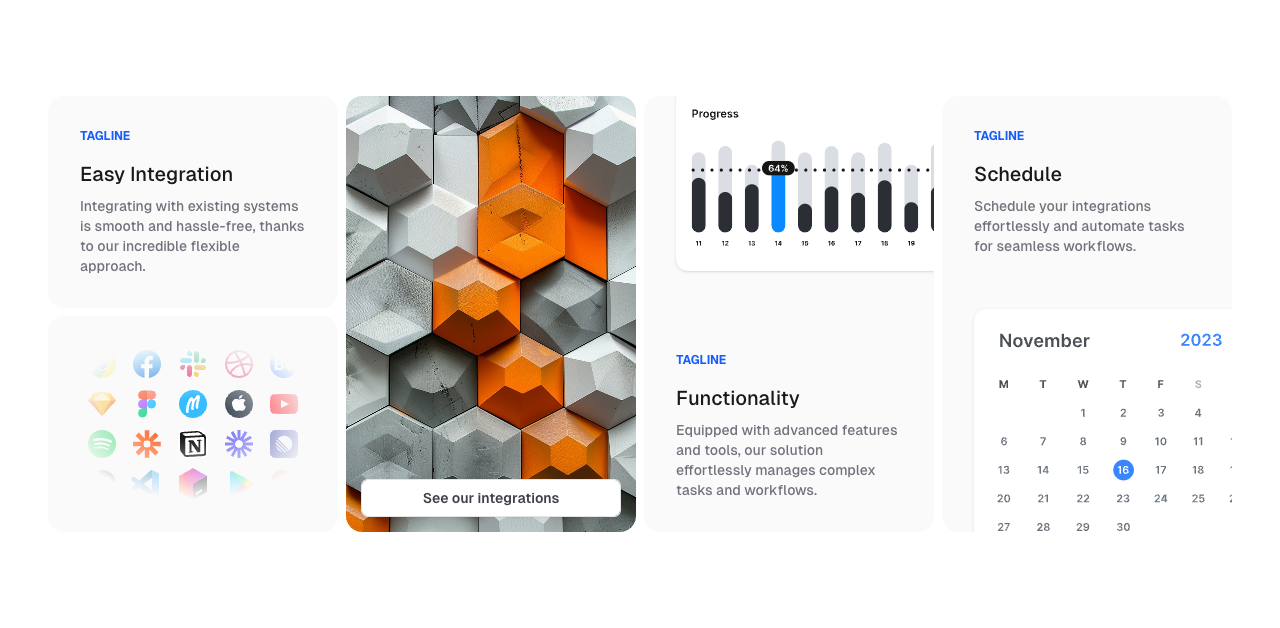 TAGLINE
Easy Integration
Integrating with existing systems
is smooth and hassle-free, thanks
to our incredible flexible
approach.
See our integrations
Progress
64%
11 12 13 14 15 16 17 18 19
TAGLINE
Functionality
Equipped with advanced features
and tools, our solution
effortlessly manages complex
tasks and workflows.
TAGLINE
Schedule
Schedule your integrations
effortlessly and automate tasks
for seamless workflows.
November 2023
M T W T F S
1 2 3 4
6 7 8 9 10 11
13 14 15 16 17 18
20 21 22 23 24 25
27 28 29 30